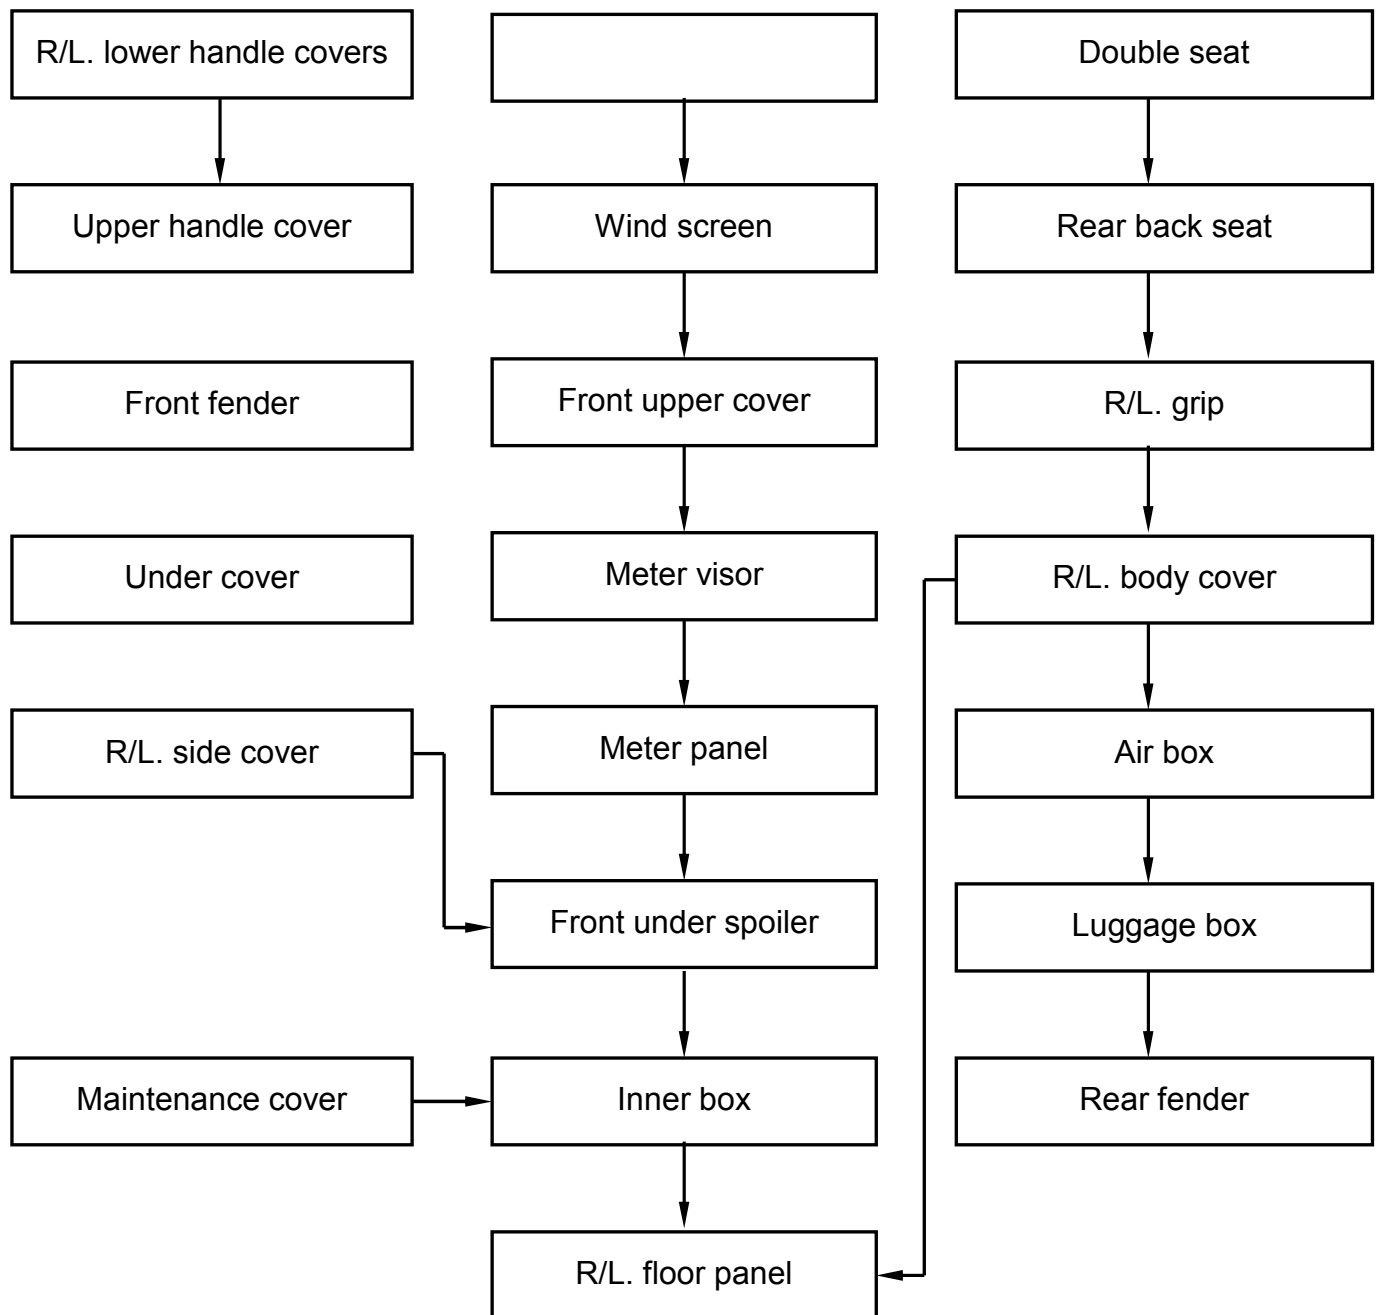 R/L. lower handle covers
Double seat
Upper handle cover
Wind screen
Rear back seat
Front fender
Front upper cover
R/L. grip
Under cover
Meter visor
R/L. body cover
R/L. side cover
Meter panel
Air box
Front under spoiler
Luggage box
Maintenance cover
Inner box
Rear fender
R/L. floor panel